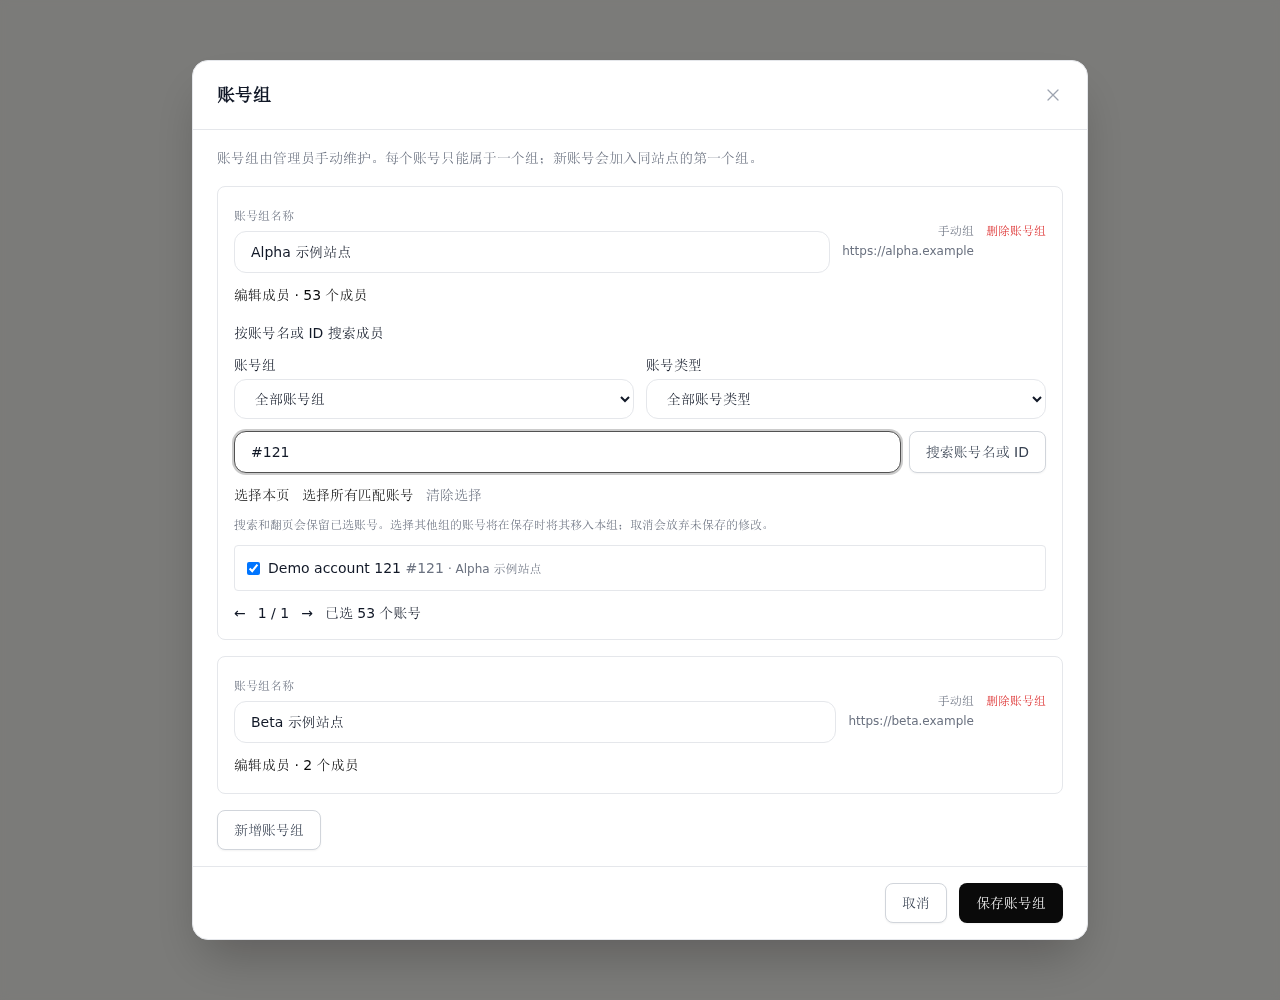 账号组
账号组由管理员手动维护。每个账号只能属于一个组；新账号会加入同站点的第一个组。
账号组名称
手动组 删除账号组
Alpha 示例站点
https://alpha.example
编辑成员 · 53 个成员
按账号名或 ID 搜索成员
账号组 账号类型
全部账号组 全部账号类型
#121 搜索账号名或 ID
选择本页 选择所有匹配账号 清除选择
搜索和翻页会保留已选账号。选择其他组的账号将在保存时将其移入本组；取消会放弃未保存的修改。
Demo account 121 #121 · Alpha 示例站点
← 1 / 1 → 已选 53 个账号
账号组名称
手动组 删除账号组
Beta 示例站点
https://beta.example
编辑成员 · 2 个成员
新增账号组
取消 保存账号组